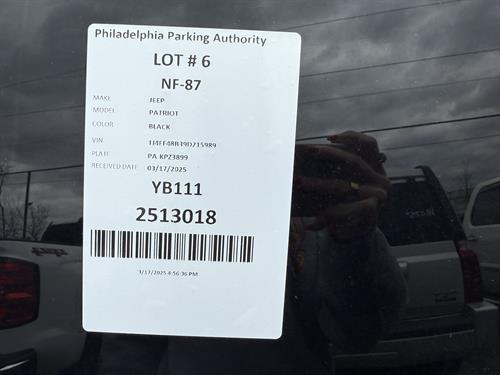 Philadelphia Parking Authority
LOT # 6
NF-87
MAKE JEEP
MODEL PATRIOT
COLOR BLACK
VIN 1J4FF48B39D215989
PLATE PA KPZ3899
RECEIVED DATE 03/17/2025
YB111
2513018
3/17/2025 4:56:36 PM